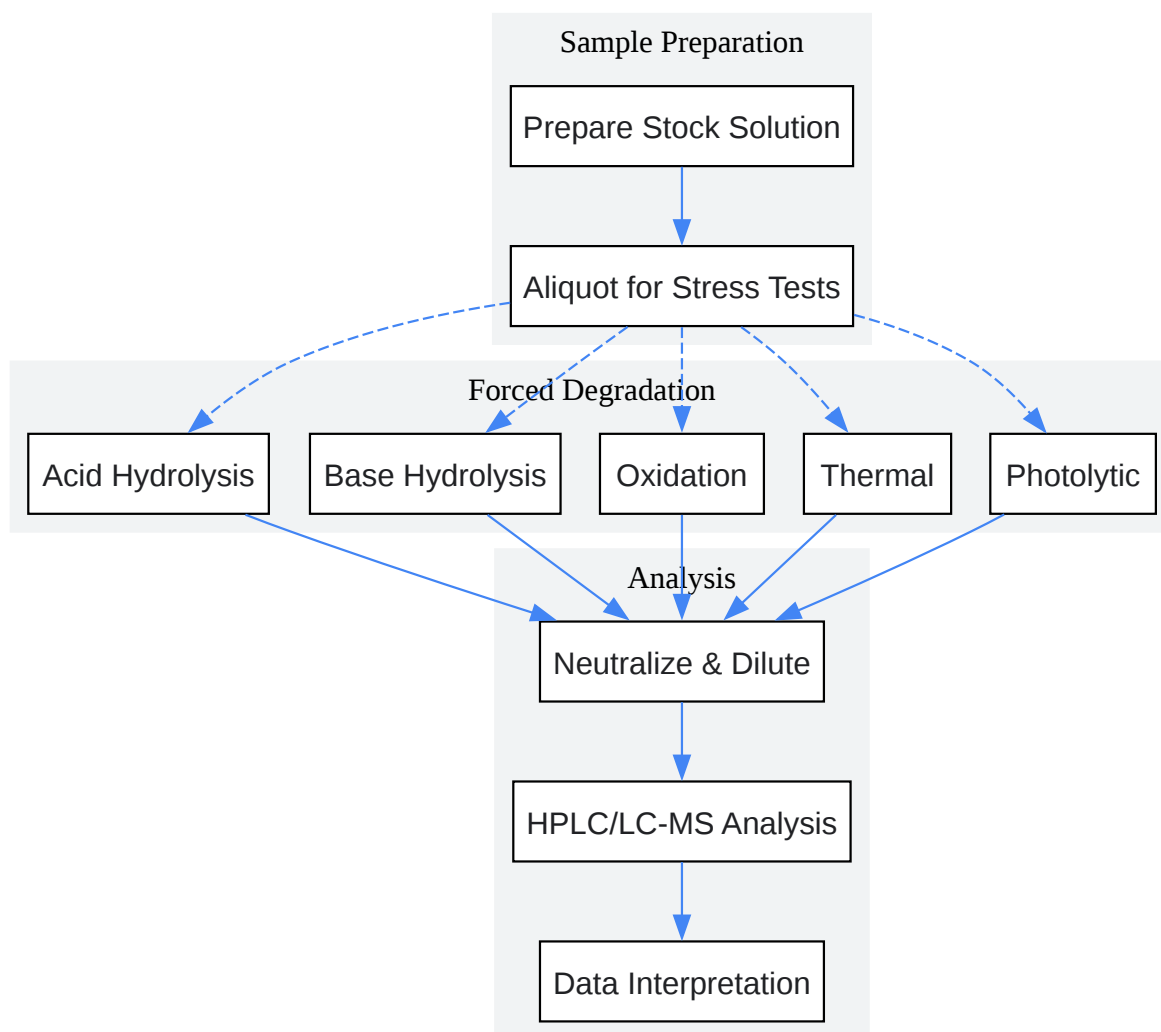 Sample Preparation
Prepare Stock Solution
Aliquot for Stress Tests
Forced Degradation
Acid Hydrolysis
Base Hydrolysis
Oxidation
Thermal
Photolytic
Analysis
Neutralize & Dilute
HPLC/LC-MS Analysis
Data Interpretation